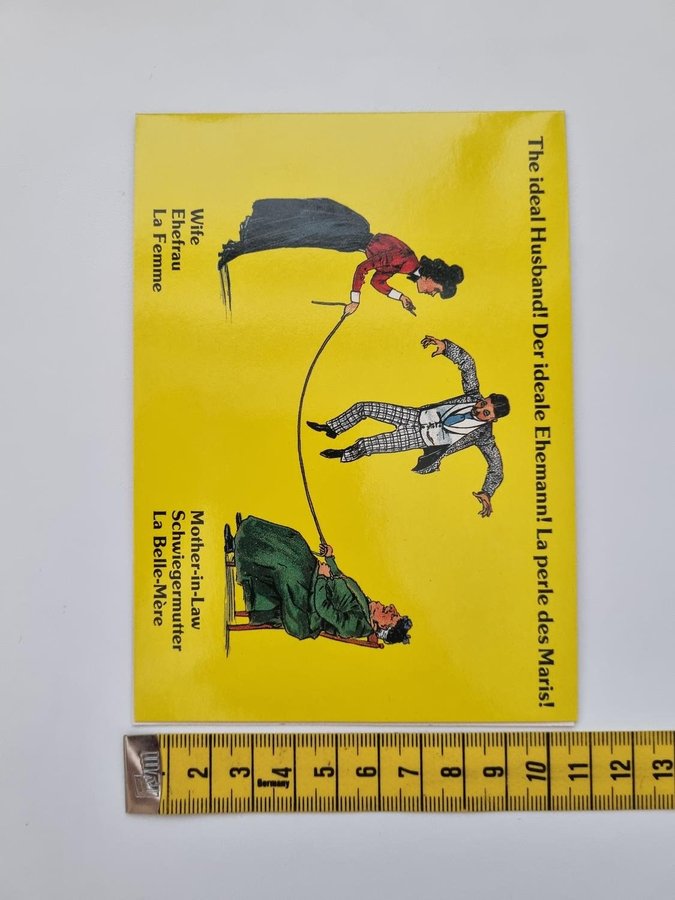 The ideal Husband! Der ideale Ehemann! La perle des Maris!
Wife
Ehefrau
La Femme
Mother-in-Law
Schwiegermutter
La Belle-Mère
2 3 4 5 6 7 8 9 10 11 12 13
Germany